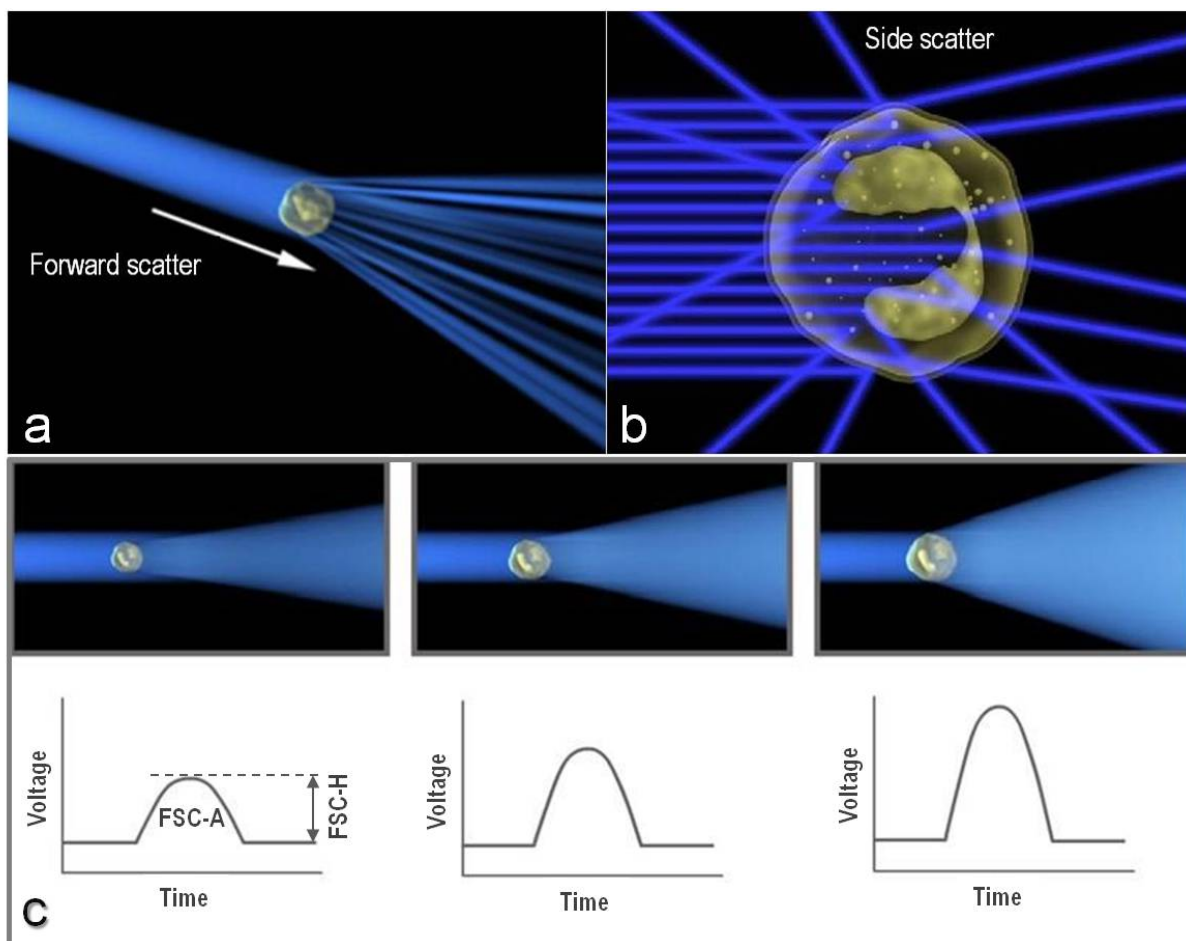 Forward scatter
a
Side scatter
b
Voltage
FSC-A
FSC-H
Time
Voltage
Time
Voltage
Time
c